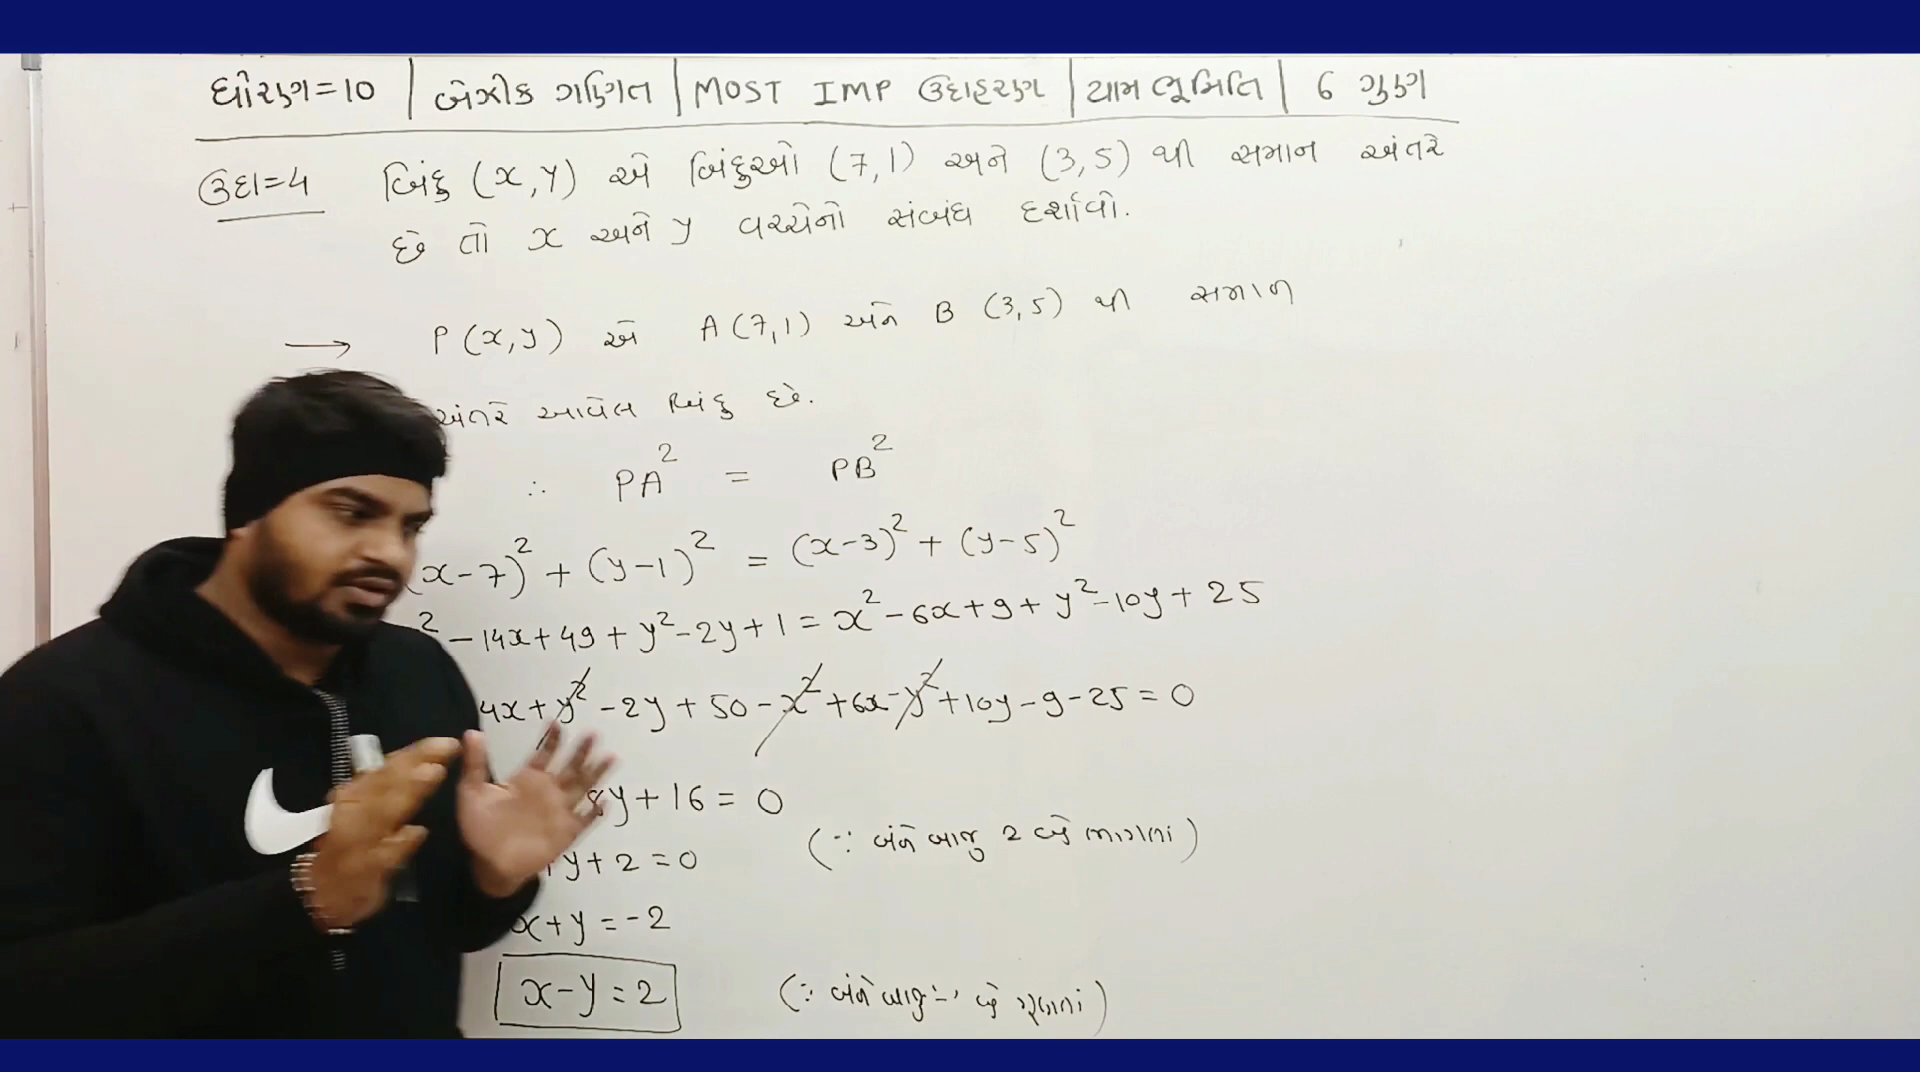 ધોરણ=10 | બેઝીક ગણિત | MOST IMP ઉદાહરણ | યામ ભૂમિતિ | 6 ગુણ
ઉદા=4 બિંદુ (x,y) એ બિંદુઓ (7,1) અને (3,5) થી સમાન અંતરે
છે તો x અને y વચ્ચેનો સંબંધ દર્શાવો.
→ P(x,y) એ A(7,1) અને B(3,5) થી સમાન
અંતરે આવેલ બિંદુ છે.
∴ PA² = PB²
(x-7)² + (y-1)² = (x-3)² + (y-5)²
² - 14x + 49 + y² - 2y + 1 = x² - 6x + 9 + y² - 10y + 25
4x + y² - 2y + 50 - x² + 6x - y² + 10y - 9 - 25 = 0
8y + 16 = 0
y + 2 = 0 (∵ બંને બાજુ 2 વડે ભાગતાં)
x + y = -2
x - y = 2 (∵ બંને બાજુ '-' વડે ગુણતાં)